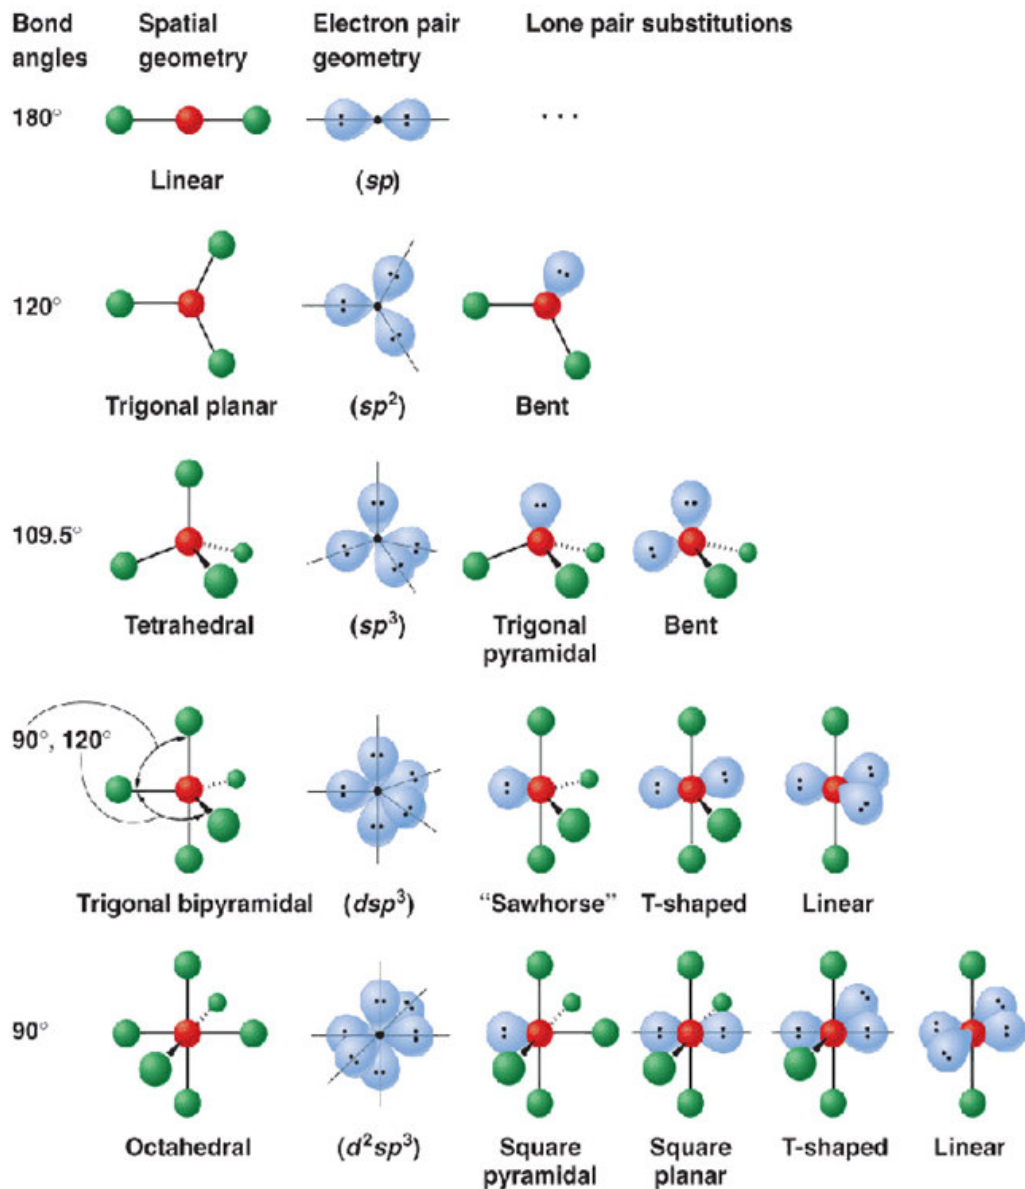 Bond angles
Spatial geometry
Electron pair geometry
Lone pair substitutions
180°
. . .
Linear
(sp)
120°
Trigonal planar
(sp²)
Bent
109.5°
Tetrahedral
(sp³)
Trigonal pyramidal
Bent
90°, 120°
Trigonal bipyramidal
(dsp³)
“Sawhorse”
T-shaped
Linear
90°
Octahedral
(d²sp³)
Square pyramidal
Square planar
T-shaped
Linear